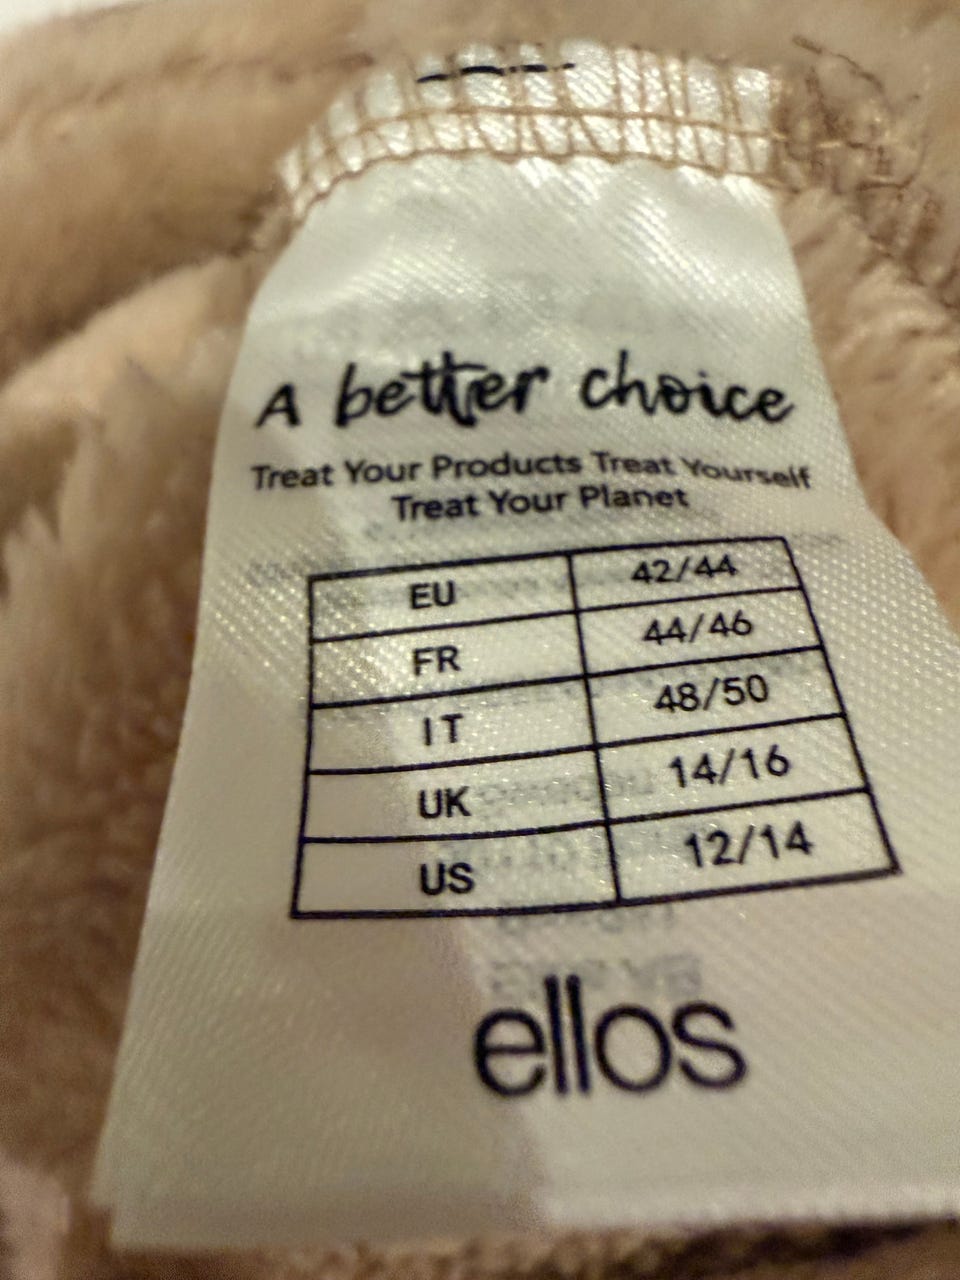 A better choice
Treat Your Products Treat Yourself
Treat Your Planet
EU 42/44
FR 44/46
IT 48/50
UK 14/16
US 12/14
ellos